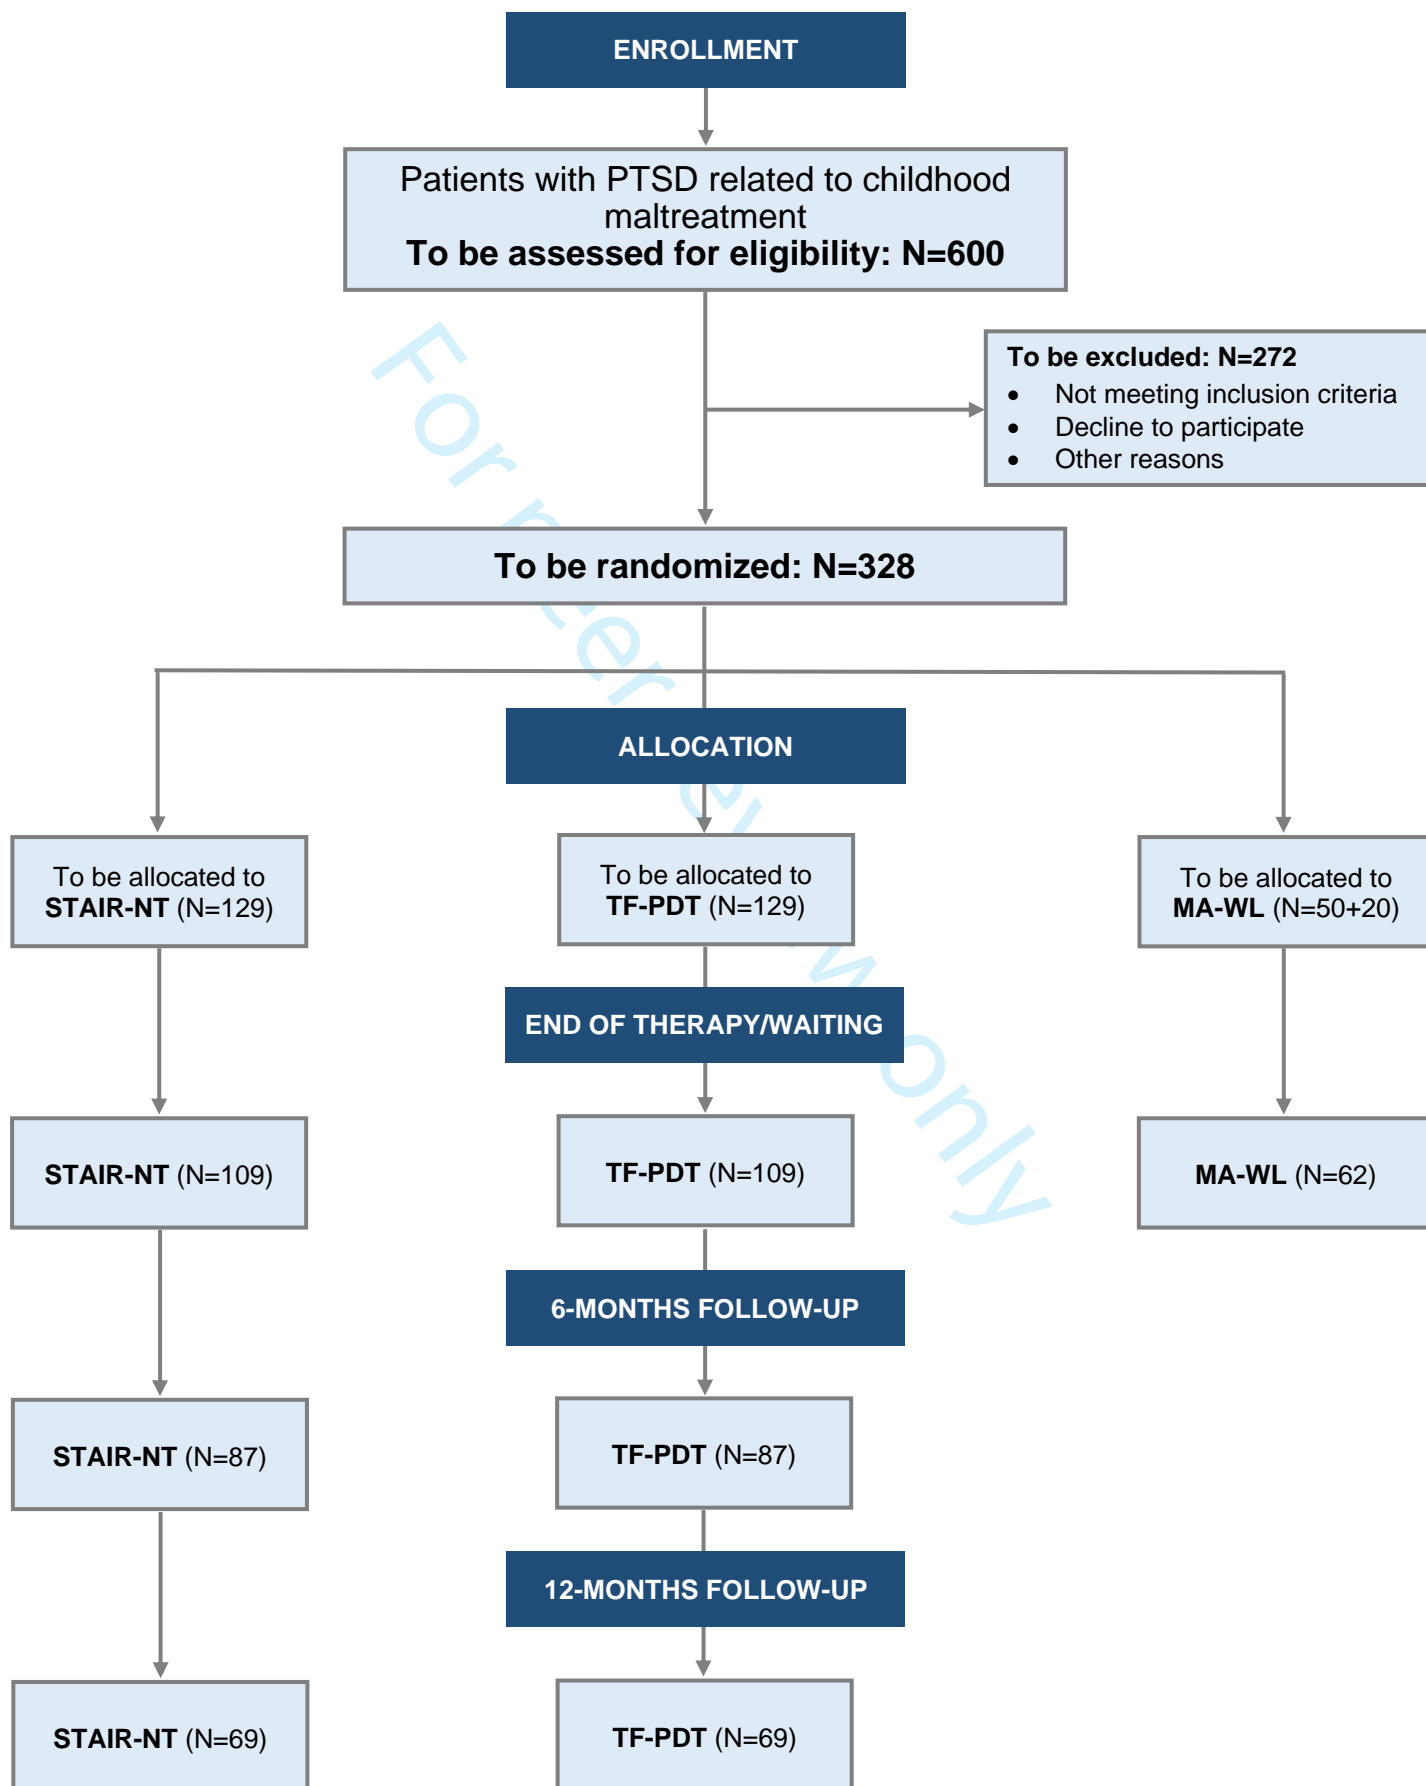 ENROLLMENT
Patients with PTSD related to childhood
maltreatment
To be assessed for eligibility: N=600
To be excluded: N=272
• Not meeting inclusion criteria
• Decline to participate
• Other reasons
To be randomized: N=328
ALLOCATION
To be allocated to
STAIR-NT (N=129)
To be allocated to
TF-PDT (N=129)
To be allocated to
MA-WL (N=50+20)
END OF THERAPY/WAITING
STAIR-NT (N=109)
TF-PDT (N=109)
MA-WL (N=62)
6-MONTHS FOLLOW-UP
STAIR-NT (N=87)
TF-PDT (N=87)
12-MONTHS FOLLOW-UP
STAIR-NT (N=69)
TF-PDT (N=69)
For peer review only